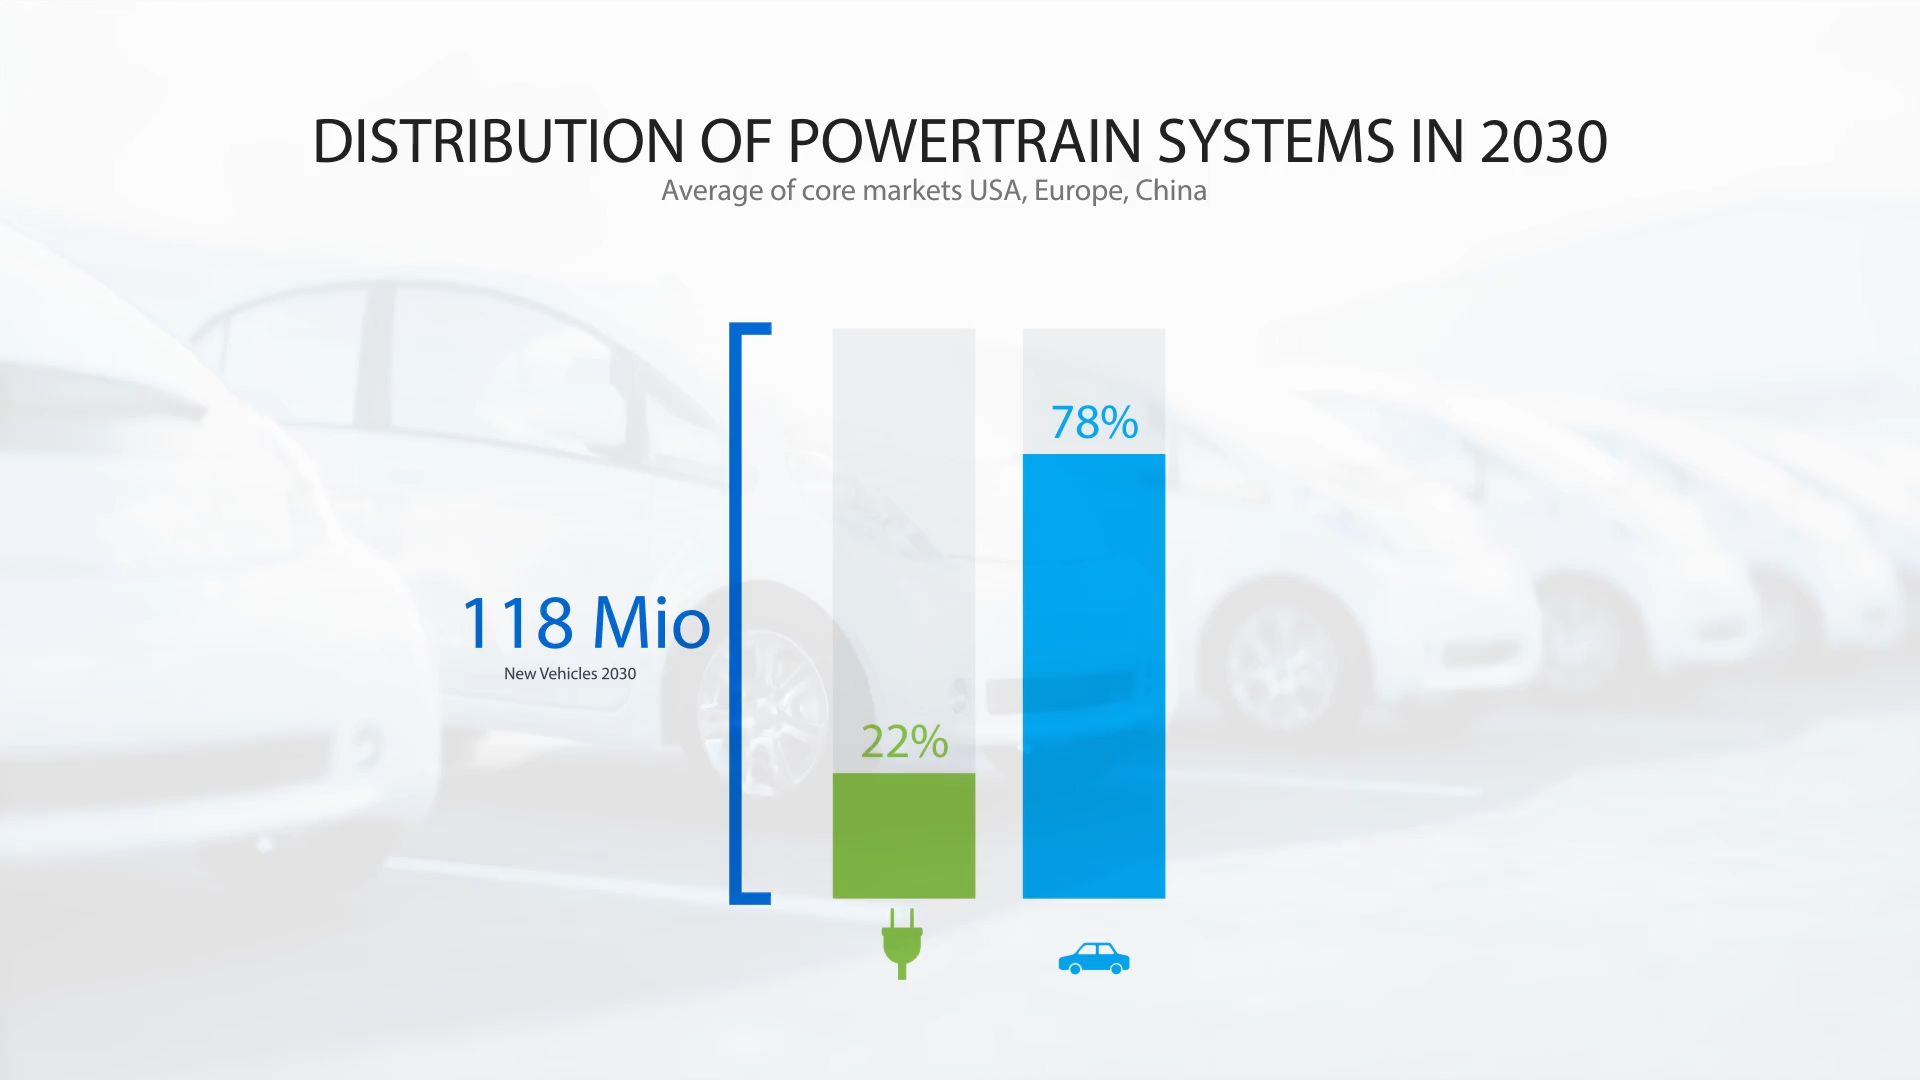 DISTRIBUTION OF POWERTRAIN SYSTEMS IN 2030
Average of core markets USA, Europe, China
78%
118 Mio
New Vehicles 2030
22%